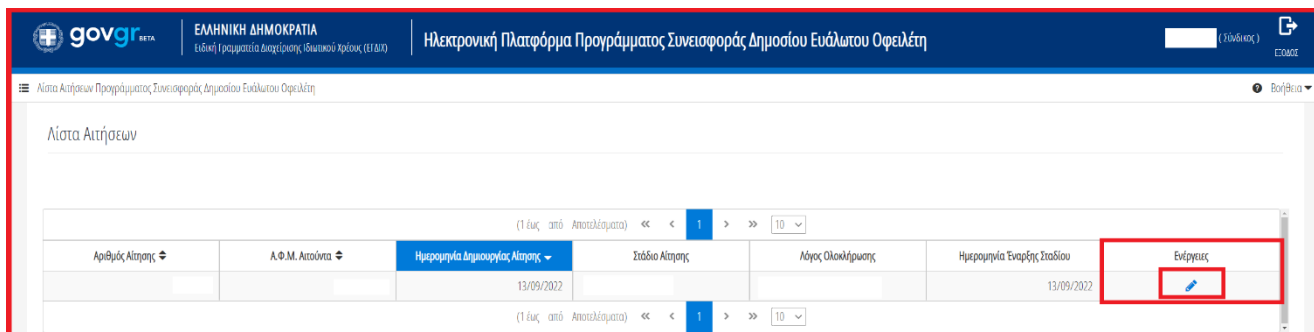 govgr BETA
ΕΛΛΗΝΙΚΗ ΔΗΜΟΚΡΑΤΙΑ
Ειδική Γραμματεία Διαχείρισης Ιδιωτικού Χρέους (ΕΓΔΙΧ)
Ηλεκτρονική Πλατφόρμα Προγράμματος Συνεισφοράς Δημοσίου Ευάλωτου Οφειλέτη
( Σύνδικος )
ΕΞΟΔΟΣ
Λίστα Αιτήσεων Προγράμματος Συνεισφοράς Δημοσίου Ευάλωτου Οφειλέτη
Βοήθεια
Λίστα Αιτήσεων
(1 έως από Αποτελέσματα) « < 1 > » 10
Αριθμός Αίτησης Α.Φ.Μ. Αιτούντα Ημερομηνία Δημιουργίας Αίτησης Στάδιο Αίτησης Λόγος Ολοκλήρωσης Ημερομηνία Έναρξης Σταδίου Ενέργειες
13/09/2022 13/09/2022
(1 έως από Αποτελέσματα) « < 1 > » 10